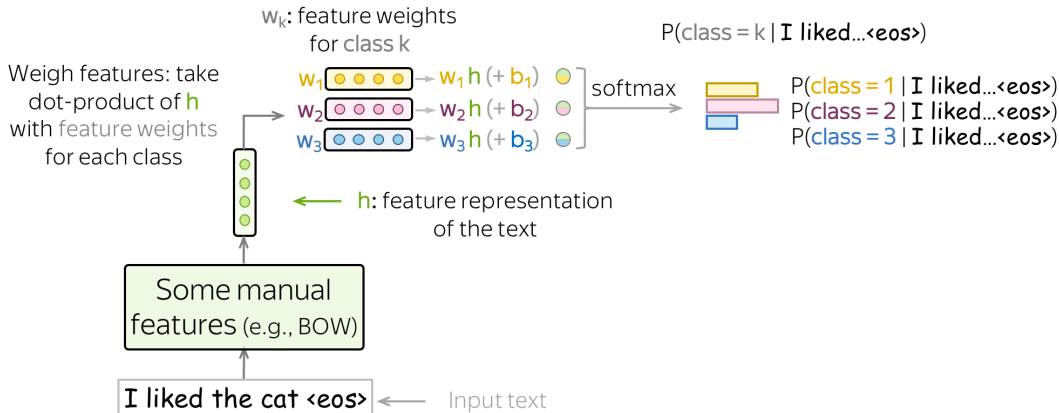 wₖ: feature weights
for class k
P(class = k | I liked…<eos>)
Weigh features: take
dot-product of h
with feature weights
for each class
w₁
w₁ h (+ b₁)
w₂
w₂ h (+ b₂)
w₃
w₃ h (+ b₃)
softmax
P(class = 1 | I liked…<eos>)
P(class = 2 | I liked…<eos>)
P(class = 3 | I liked…<eos>)
h: feature representation
of the text
Some manual
features (e.g., BOW)
I liked the cat <eos>
Input text